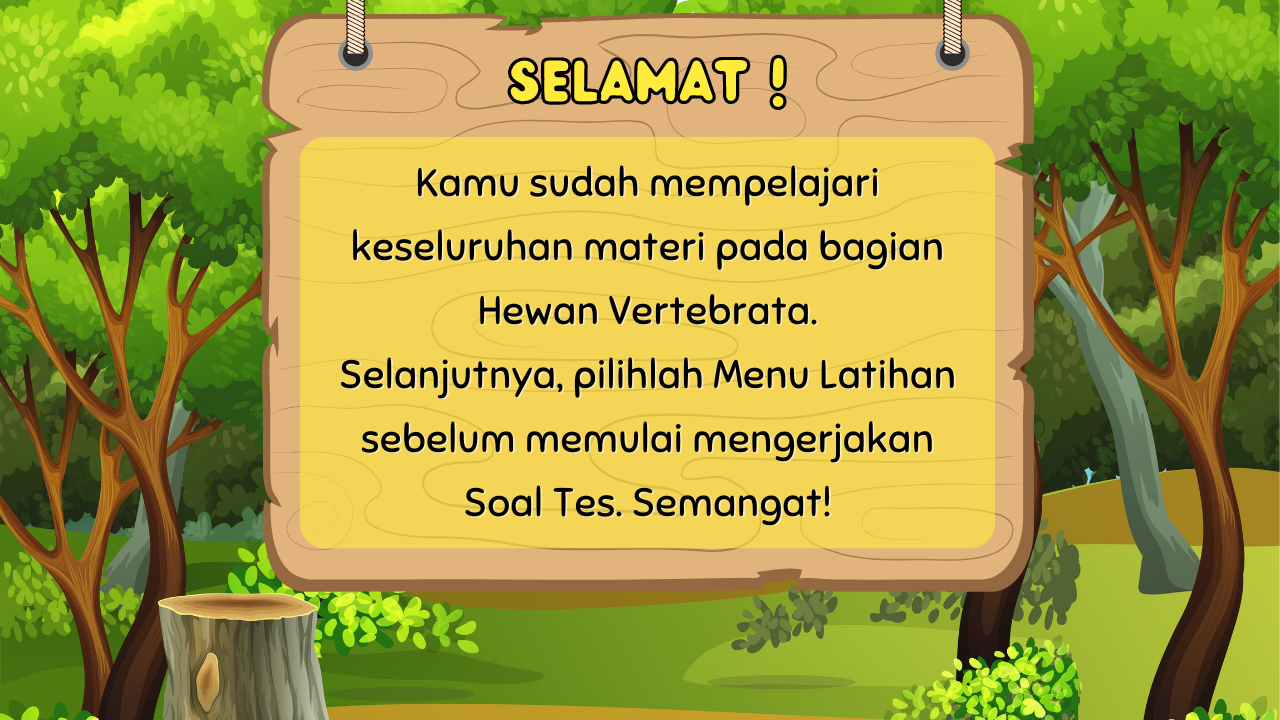 SELAMAT !
Kamu sudah mempelajari
keseluruhan materi pada bagian
Hewan Vertebrata.
Selanjutnya, pilihlah Menu Latihan
sebelum memulai mengerjakan
Soal Tes. Semangat!